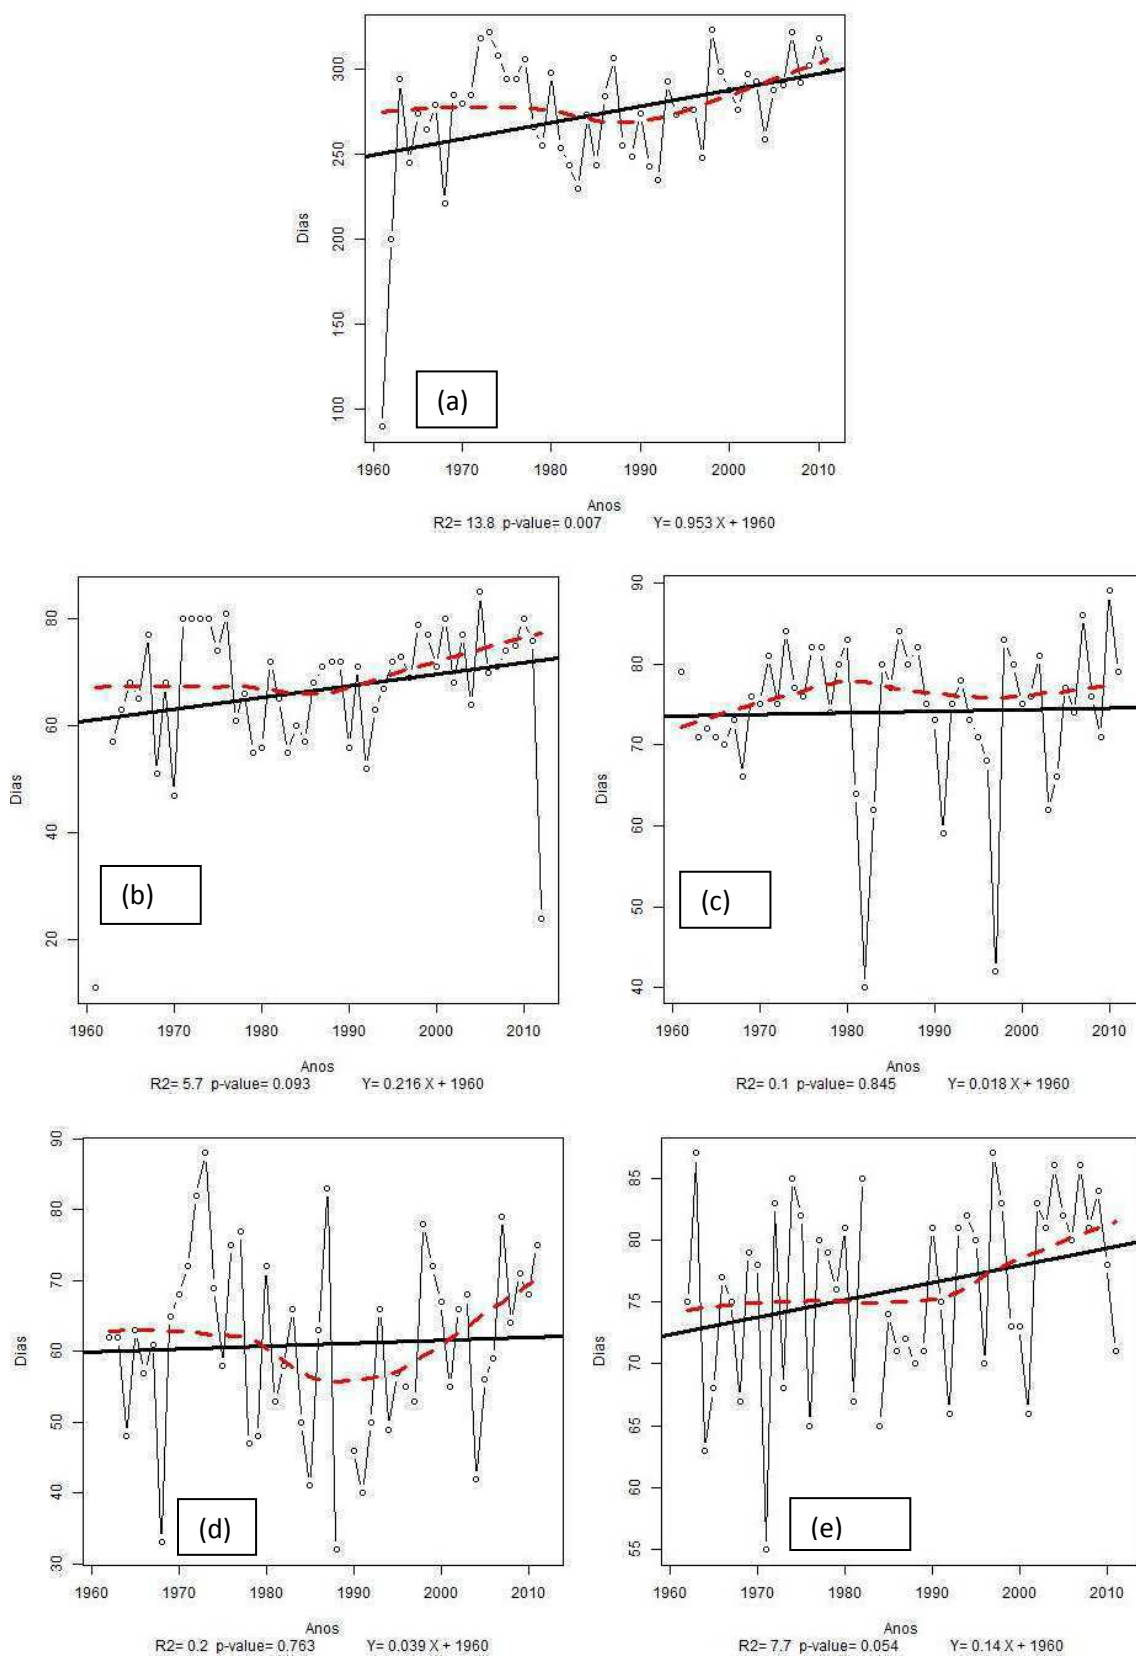 300
250
200
150
100
Dias
(a)
1960 1970 1980 1990 2000 2010
Anos
R2= 13.8 p-value= 0.007 Y= 0.953 X + 1960
80
60
40
20
Dias
(b)
1960 1970 1980 1990 2000 2010
Anos
R2= 5.7 p-value= 0.093 Y= 0.216 X + 1960
90
80
70
60
50
40
Dias
(c)
1960 1970 1980 1990 2000 2010
Anos
R2= 0.1 p-value= 0.845 Y= 0.018 X + 1960
90
80
70
60
50
40
30
Dias
(d)
1960 1970 1980 1990 2000 2010
Anos
R2= 0.2 p-value= 0.763 Y= 0.039 X + 1960
85
80
75
70
65
60
55
Dias
(e)
1960 1970 1980 1990 2000 2010
Anos
R2= 7.7 p-value= 0.054 Y= 0.14 X + 1960